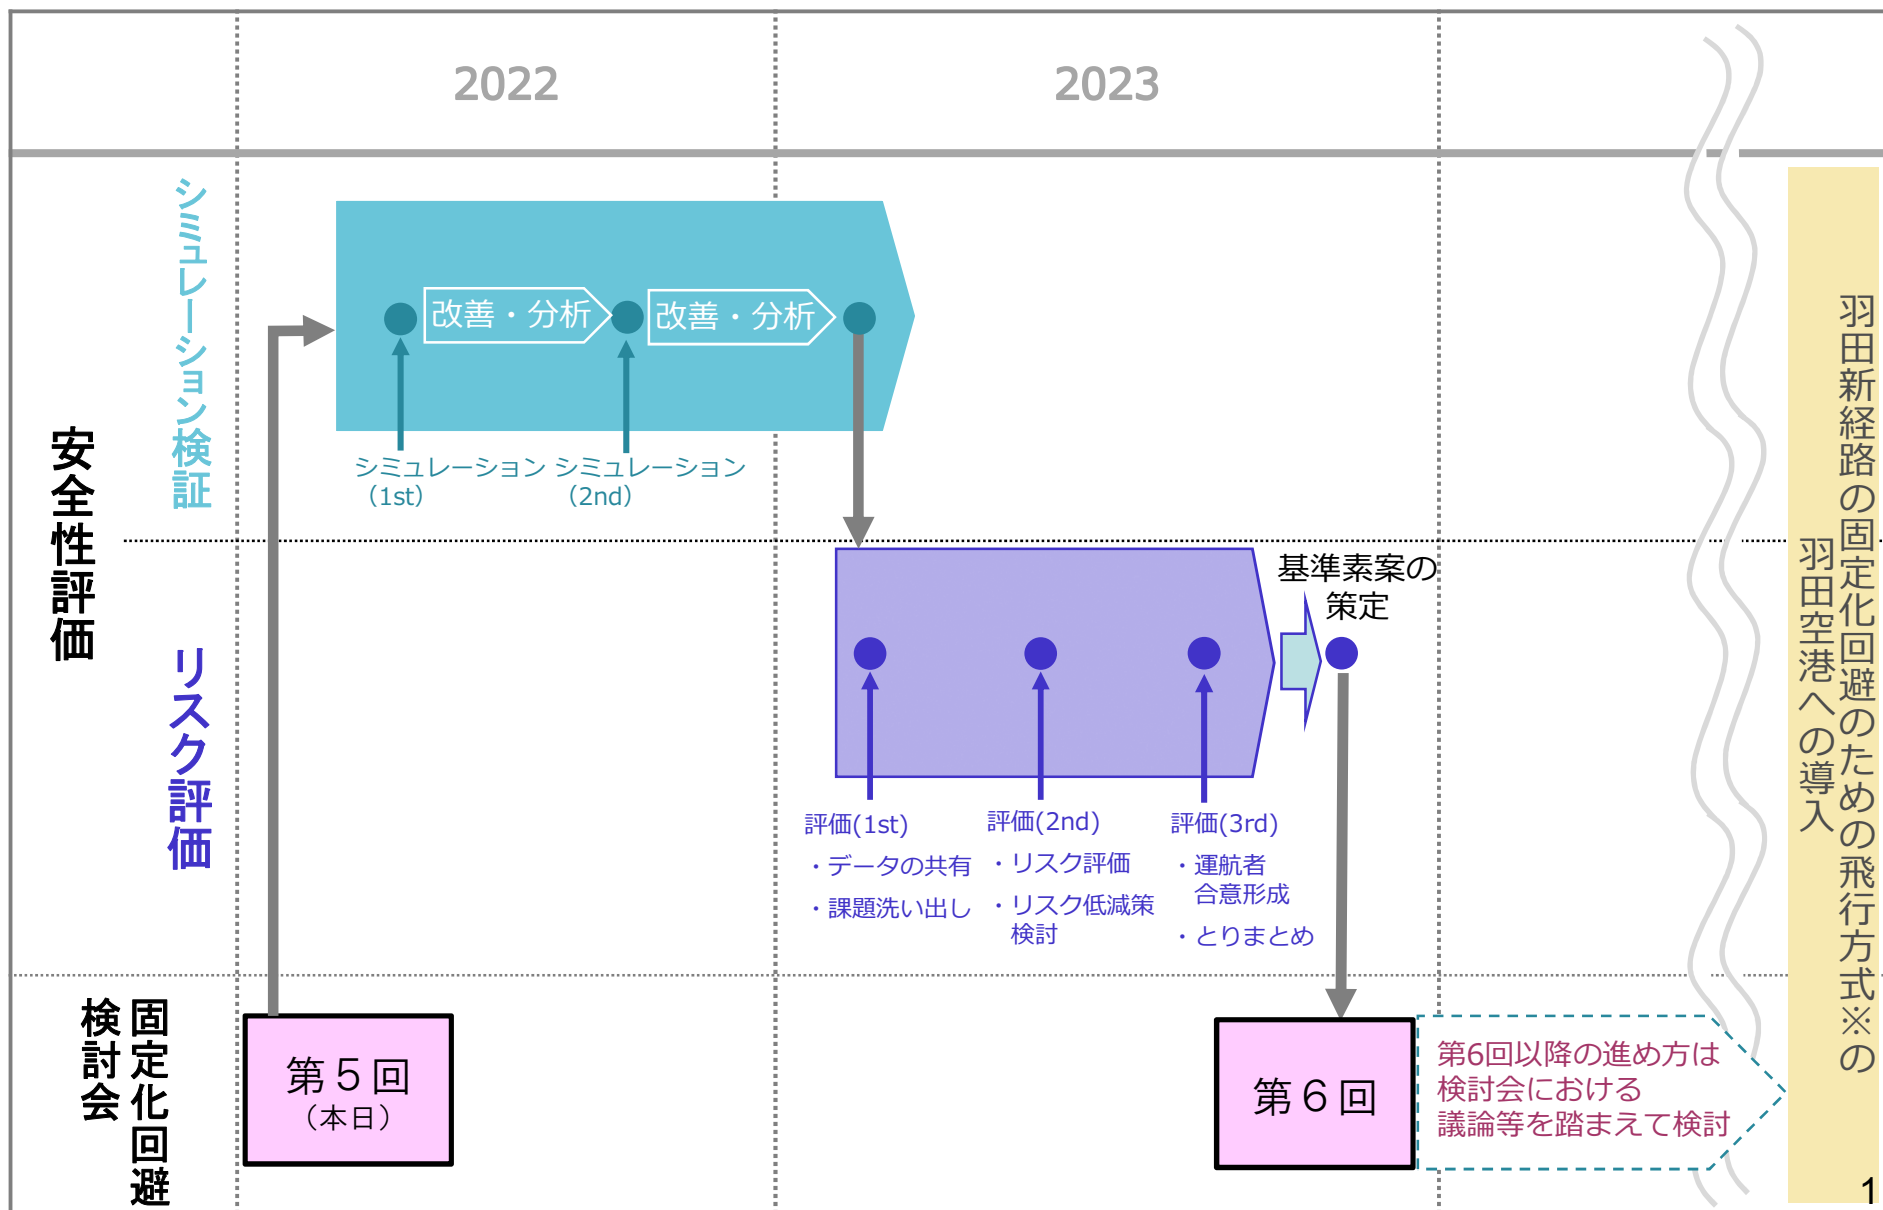 2022
2023
安全性評価
シミュレーション検証
改善・分析
改善・分析
シミュレーション
（1st）
シミュレーション
（2nd）
リスク評価
基準素案の
策定
評価(1st)
・データの共有
・課題洗い出し
評価(2nd)
・リスク評価
・リスク低減策
検討
評価(3rd)
・運航者
合意形成
・とりまとめ
固定化回避
検討会
第５回
（本日）
第６回
第6回以降の進め方は
検討会における
議論等を踏まえて検討
羽田新経路の固定化回避のための飛行方式※の
羽田空港への導入
1